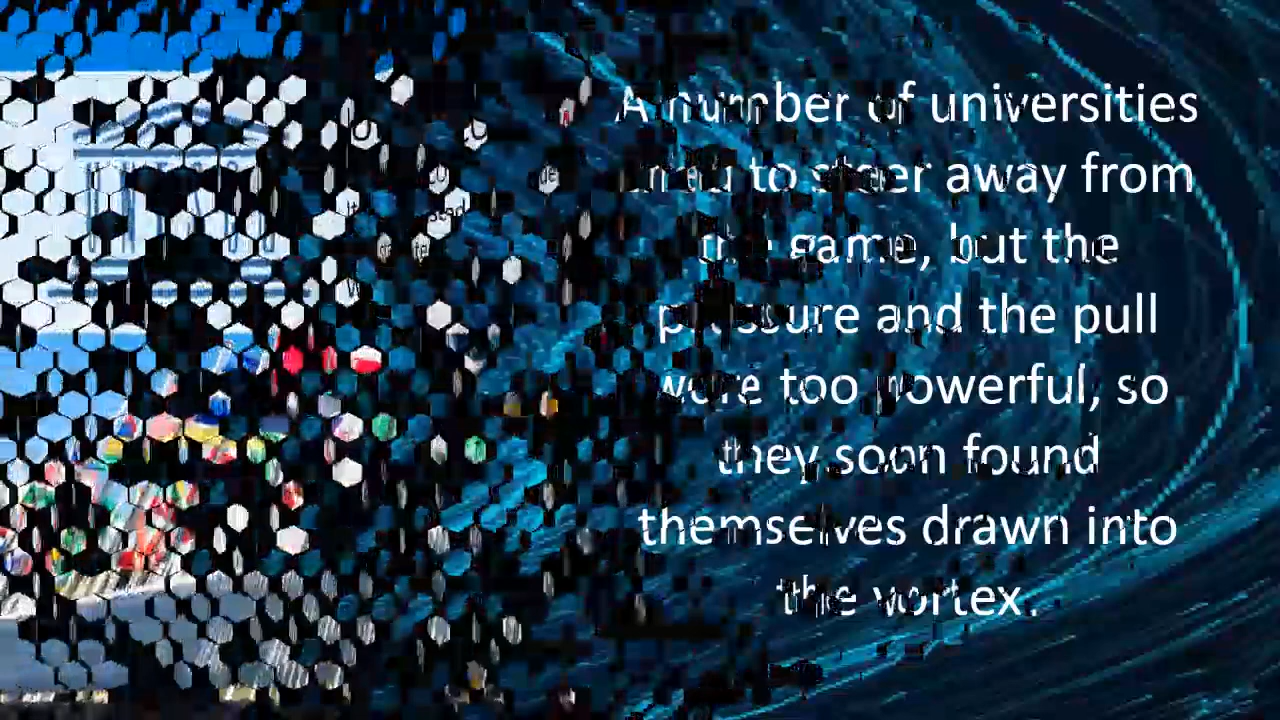 A number of universities
tried to steer away from
the game, but the
pressure and the pull
were too powerful, so
they soon found
themselves drawn into
the vortex.